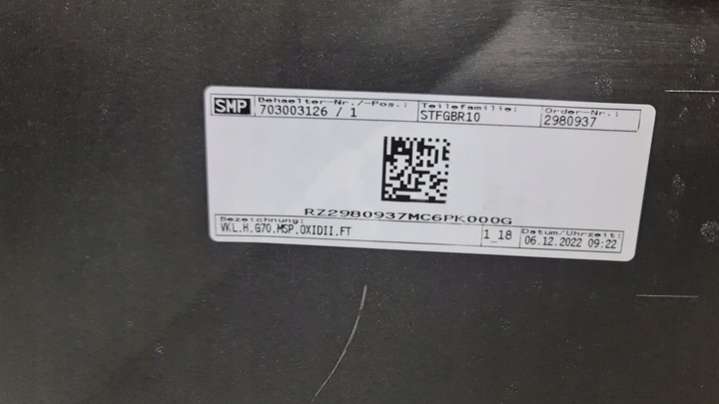 SMP
Behaelter-Nr./-Pos.:
703003126 / 1
Teilefamilie:
STFGBR10
Order-Nr.:
2980937
RZ2980937MC6PK000G
Bezeichnung:
VKL.H.G70.MSP.OXIDII.FT
1_18
Datum/Uhrzeit:
06.12.2022 09:22